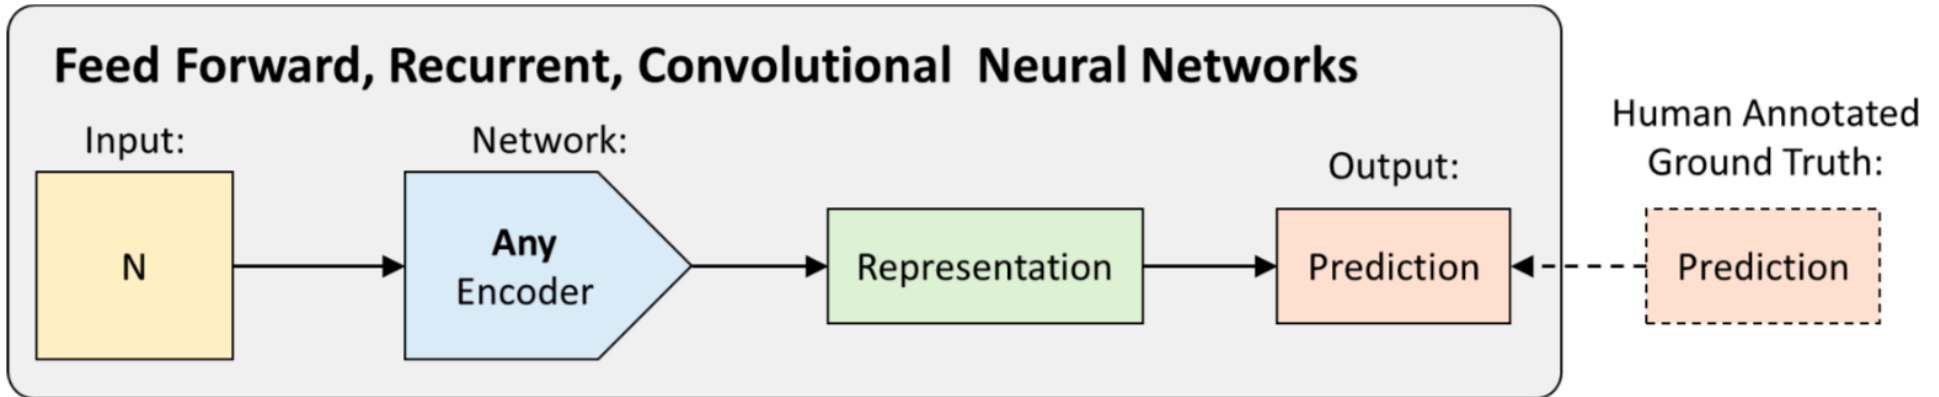 Feed Forward, Recurrent, Convolutional Neural Networks
Human Annotated
Ground Truth:
Input:
Network:
Output:
N
Any
Encoder
Representation
Prediction
Prediction